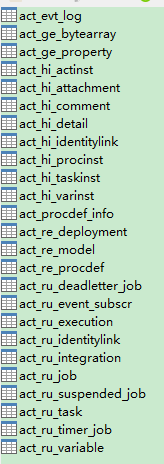 act_evt_log
act_ge_bytearray
act_ge_property
act_hi_actinst
act_hi_attachment
act_hi_comment
act_hi_detail
act_hi_identitylink
act_hi_procinst
act_hi_taskinst
act_hi_varinst
act_procdef_info
act_re_deployment
act_re_model
act_re_procdef
act_ru_deadletter_job
act_ru_event_subscr
act_ru_execution
act_ru_identitylink
act_ru_integration
act_ru_job
act_ru_suspended_job
act_ru_task
act_ru_timer_job
act_ru_variable